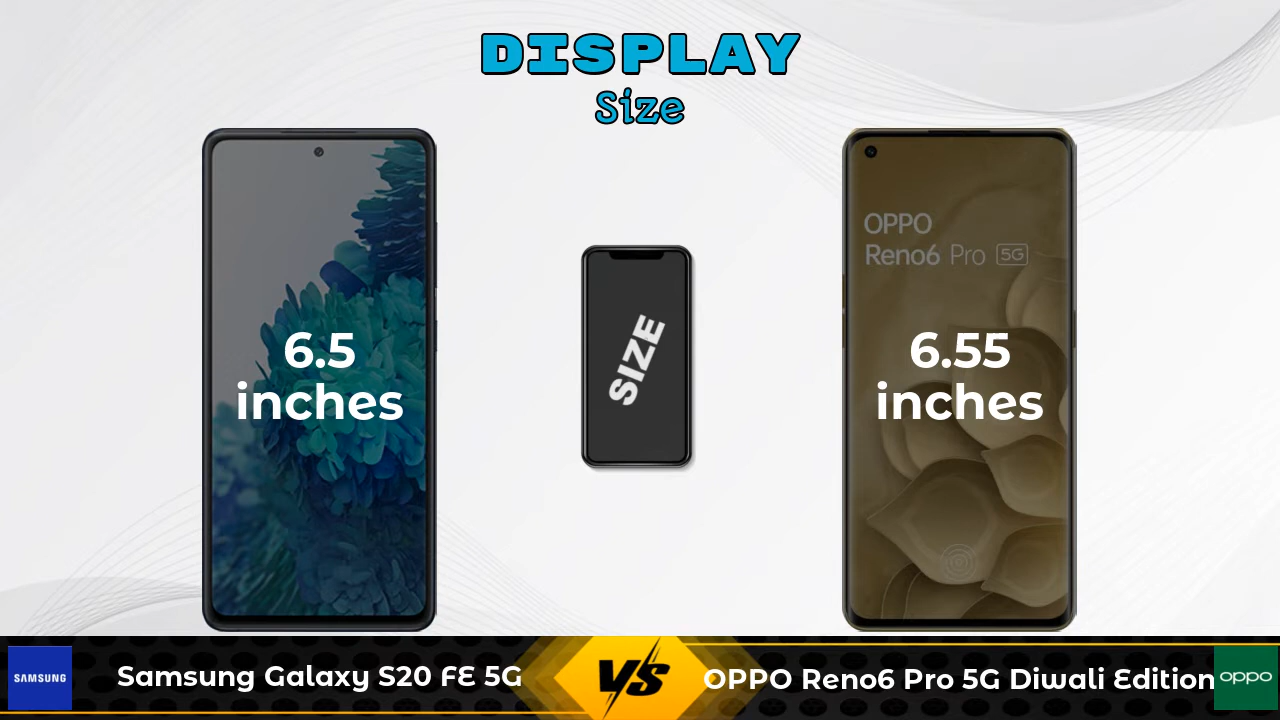 DISPLAY
Size
OPPO
Reno6 Pro 5G
SIZE
6.5
inches
6.55
inches
SAMSUNG
Samsung Galaxy S20 FE 5G
VS
OPPO Reno6 Pro 5G Diwali Edition
oppo